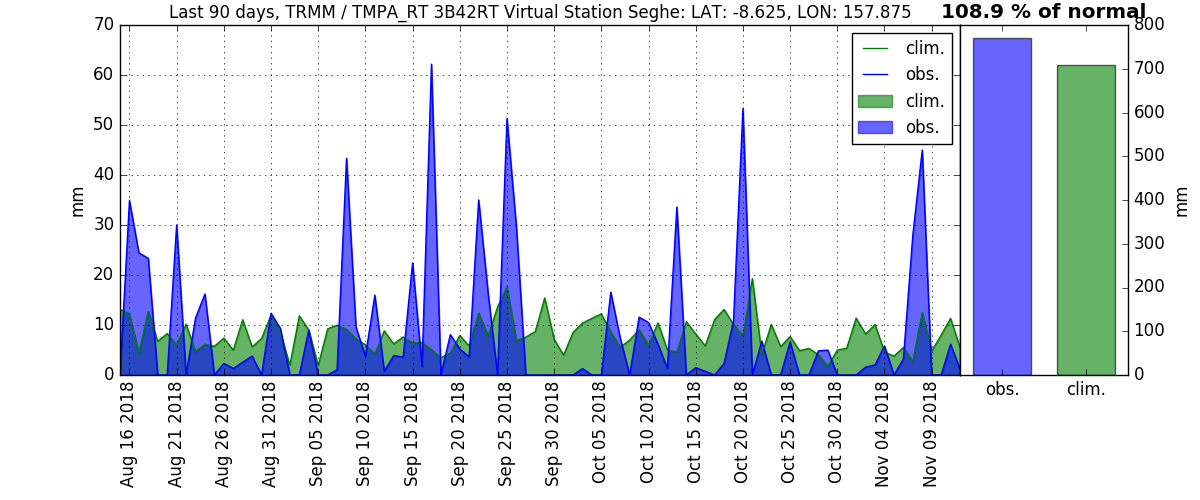 Last 90 days, TRMM / TMPA_RT 3B42RT Virtual Station Seghe: LAT: -8.625, LON: 157.875
108.9 % of normal
70
60
50
40
30
20
10
0
mm
clim.
obs.
clim.
obs.
Aug 16 2018
Aug 21 2018
Aug 26 2018
Aug 31 2018
Sep 05 2018
Sep 10 2018
Sep 15 2018
Sep 20 2018
Sep 25 2018
Sep 30 2018
Oct 05 2018
Oct 10 2018
Oct 15 2018
Oct 20 2018
Oct 25 2018
Oct 30 2018
Nov 04 2018
Nov 09 2018
800
700
600
500
400
300
200
100
0
mm
obs.
clim.